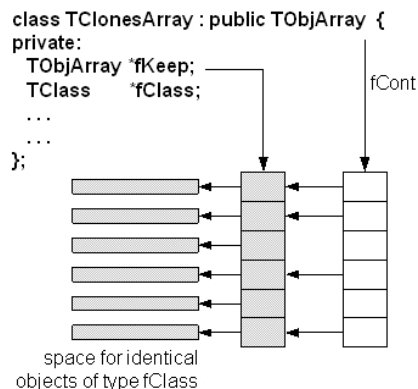 class TClonesArray : public TObjArray {
private:
TObjArray *fKeep;
TClass *fClass;
...
...
};
fCont
space for identical
objects of type fClass